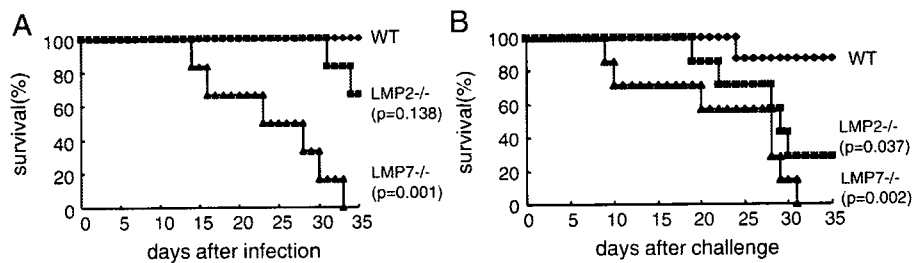 A
survival(%)
100
80
60
40
20
0
0 5 10 15 20 25 30 35
days after infection
WT
LMP2-/-
(p=0.138)
LMP7-/-
(p=0.001)
B
survival(%)
100
80
60
40
20
0
0 5 10 15 20 25 30 35
days after challenge
WT
LMP2-/-
(p=0.037)
LMP7-/-
(p=0.002)